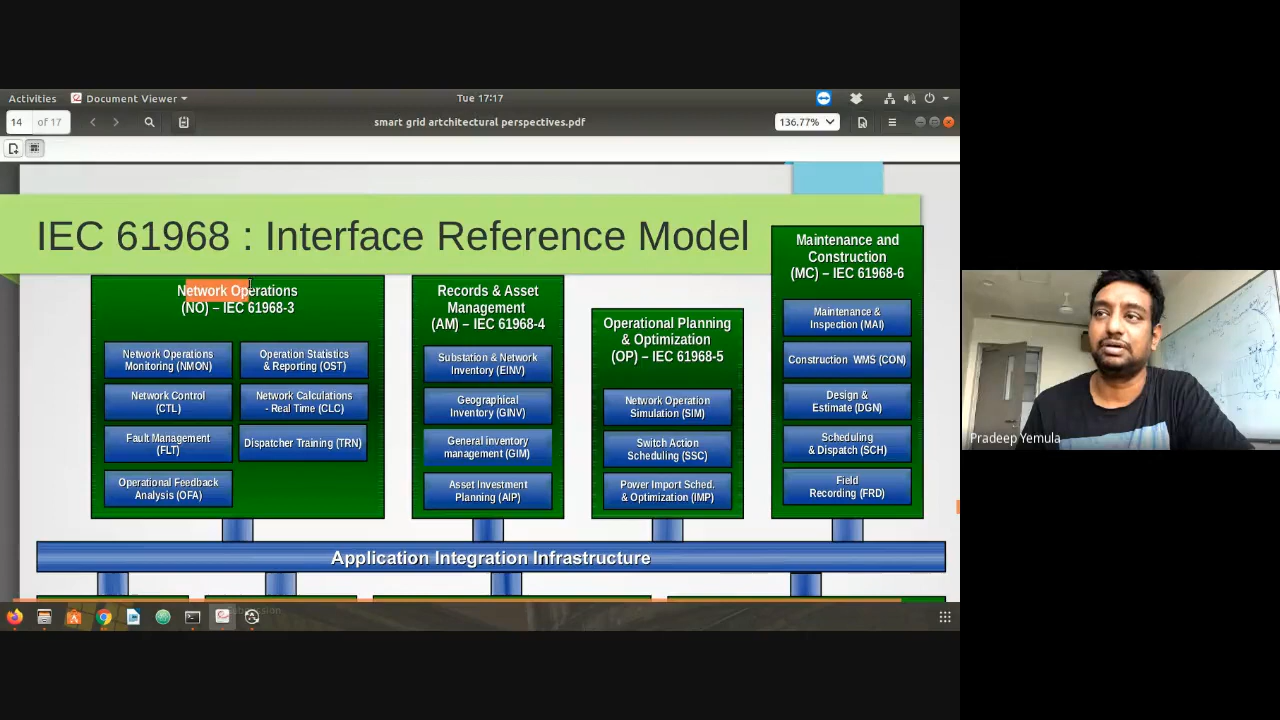 Activities
Document Viewer
Tue 17:17
14 of 17
smart grid artchitectural perspectives.pdf
136.77%
IEC 61968 : Interface Reference Model
Network Operations
(NO) – IEC 61968-3
Network Operations
Monitoring (NMON)
Operation Statistics
& Reporting (OST)
Network Control
(CTL)
Network Calculations
- Real Time (CLC)
Fault Management
(FLT)
Dispatcher Training (TRN)
Operational Feedback
Analysis (OFA)
Records & Asset
Management
(AM) – IEC 61968-4
Substation & Network
Inventory (EINV)
Geographical
Inventory (GINV)
General inventory
management (GIM)
Asset Investment
Planning (AIP)
Operational Planning
& Optimization
(OP) – IEC 61968-5
Network Operation
Simulation (SIM)
Switch Action
Scheduling (SSC)
Power Import Sched.
& Optimization (IMP)
Maintenance and
Construction
(MC) – IEC 61968-6
Maintenance &
Inspection (MAI)
Construction WMS (CON)
Design &
Estimate (DGN)
Scheduling
& Dispatch (SCH)
Field
Recording (FRD)
Application Integration Infrastructure
Pradeep Yemula